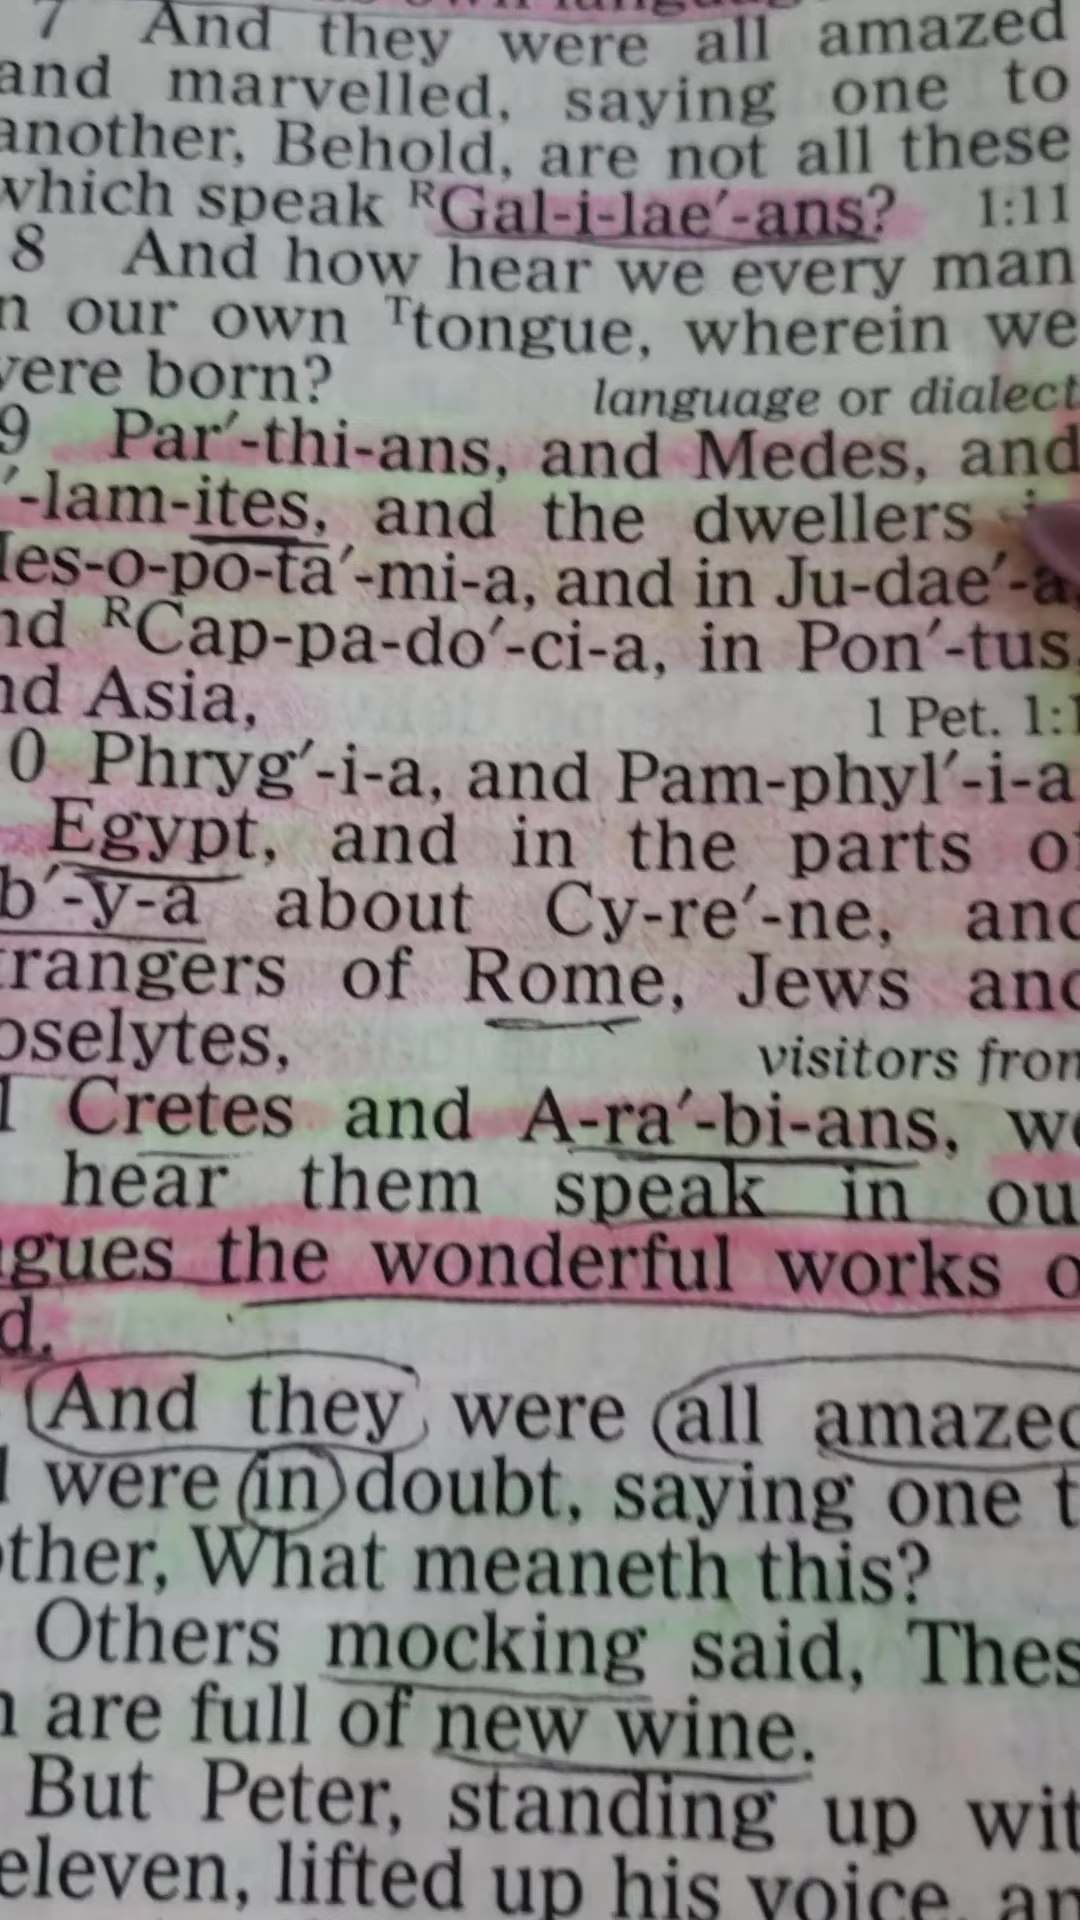 7 And they were all amazed
and marvelled, saying one to
another, Behold, are not all these
which speak ᴿGal-i-lae′-ans? 1:11
8 And how hear we every man
n our own ᵀtongue, wherein we
vere born? language or dialect
9 Par′-thi-ans, and Medes, and
′-lam-ites, and the dwellers
les-o-po-ta′-mi-a, and in Ju-dae′-a,
nd ᴿCap-pa-do′-ci-a, in Pon′-tus,
nd Asia, 1 Pet. 1:1
0 Phryg′-i-a, and Pam-phyl′-i-a
Egypt, and in the parts of
b′-y-a about Cy-re′-ne, and
trangers of Rome, Jews and
oselytes, visitors from
1 Cretes and A-ra′-bi-ans, we
hear them speak in ou
gues the wonderful works o
d.
And they were all amazed
were in doubt, saying one t
other, What meaneth this?
Others mocking said, Thes
n are full of new wine.
But Peter, standing up wit
eleven, lifted up his voice, an